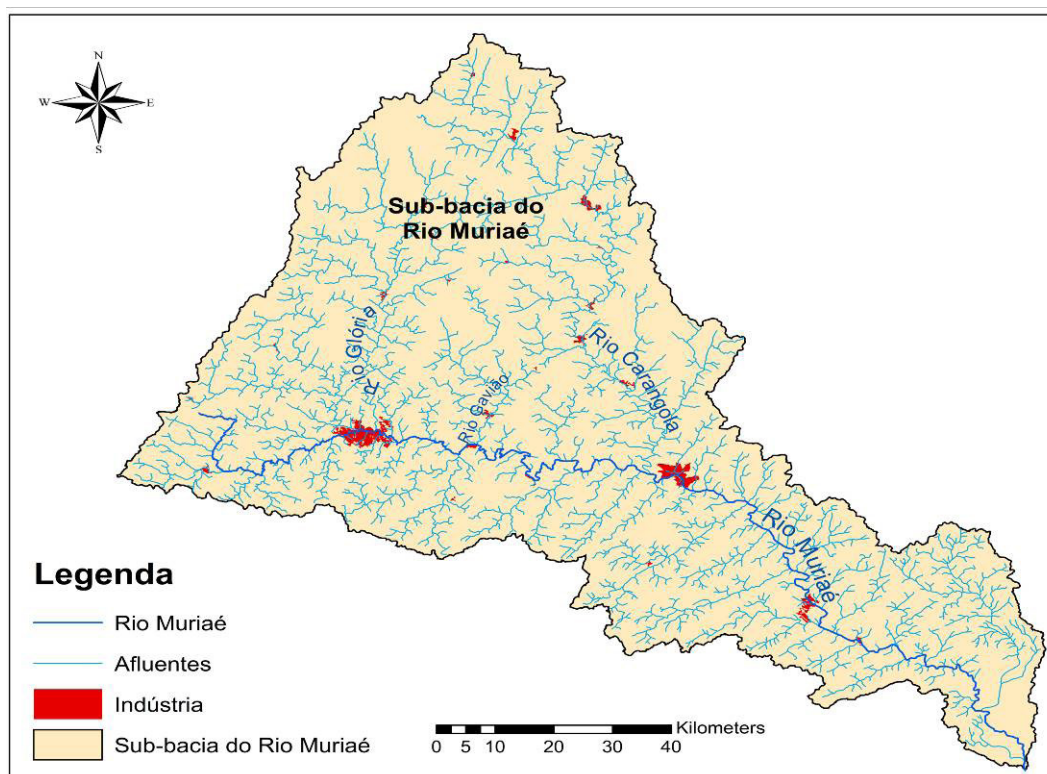 N
W E
S
Sub-bacia do
Rio Muriaé
Rio Glória
Rio Gavião
Rio Carangola
Rio Muriaé
Legenda
Rio Muriaé
Afluentes
Indústria
Sub-bacia do Rio Muriaé
Kilometers
0 5 10 20 30 40